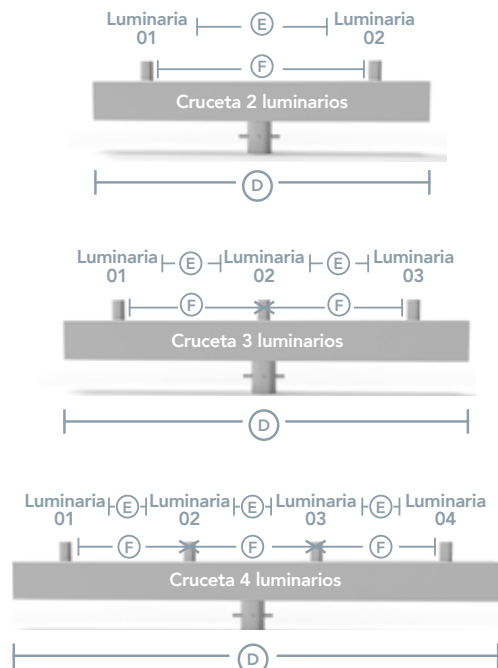 Luminaria 01 E Luminaria 02
F
Cruceta 2 luminarios
D
Luminaria 01 E Luminaria 02 E Luminaria 03
F F
Cruceta 3 luminarios
D
Luminaria 01 E Luminaria 02 E Luminaria 03 E Luminaria 04
F F F
Cruceta 4 luminarios
D